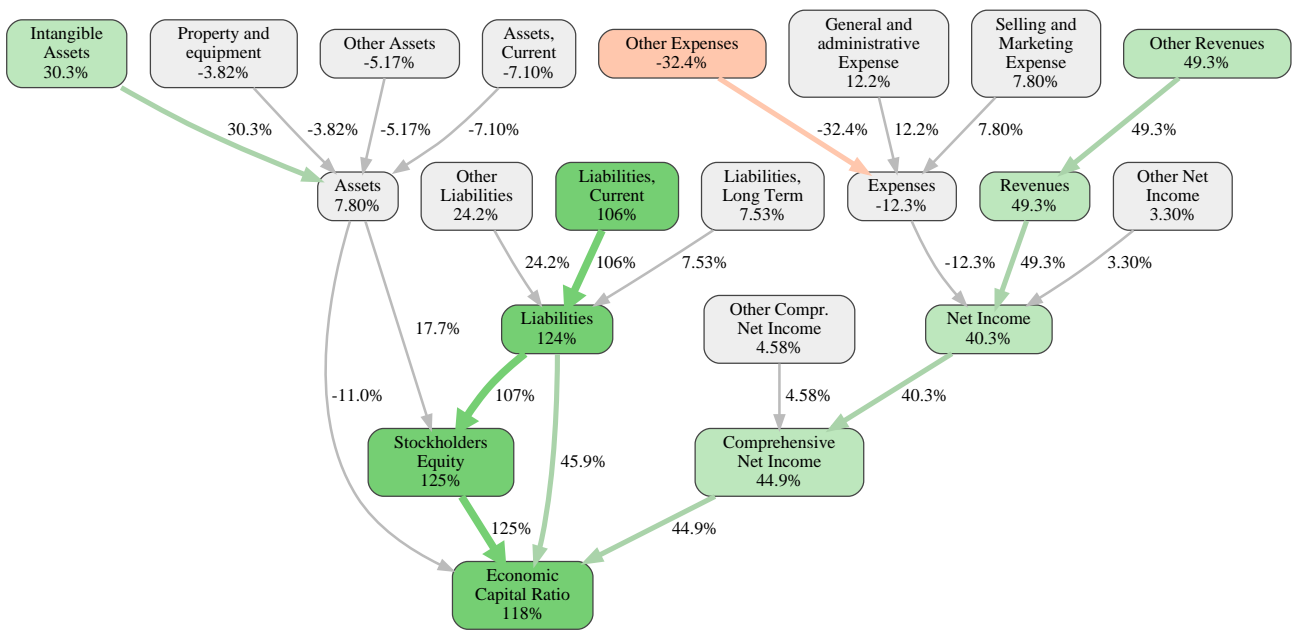 Intangible
Assets
30.3%
Property and
equipment
-3.82%
Other Assets
-5.17%
Assets,
Current
-7.10%
Other Expenses
-32.4%
General and
administrative
Expense
12.2%
Selling and
Marketing
Expense
7.80%
Other Revenues
49.3%
30.3%
-3.82%
-5.17%
-7.10%
-32.4%
12.2%
7.80%
49.3%
Assets
7.80%
Other
Liabilities
24.2%
Liabilities,
Current
106%
Liabilities,
Long Term
7.53%
Expenses
-12.3%
Revenues
49.3%
Other Net
Income
3.30%
24.2%
106%
7.53%
-12.3%
49.3%
3.30%
Liabilities
124%
Other Compr.
Net Income
4.58%
Net Income
40.3%
17.7%
-11.0%
107%
4.58%
40.3%
Stockholders
Equity
125%
45.9%
Comprehensive
Net Income
44.9%
125%
44.9%
Economic
Capital Ratio
118%